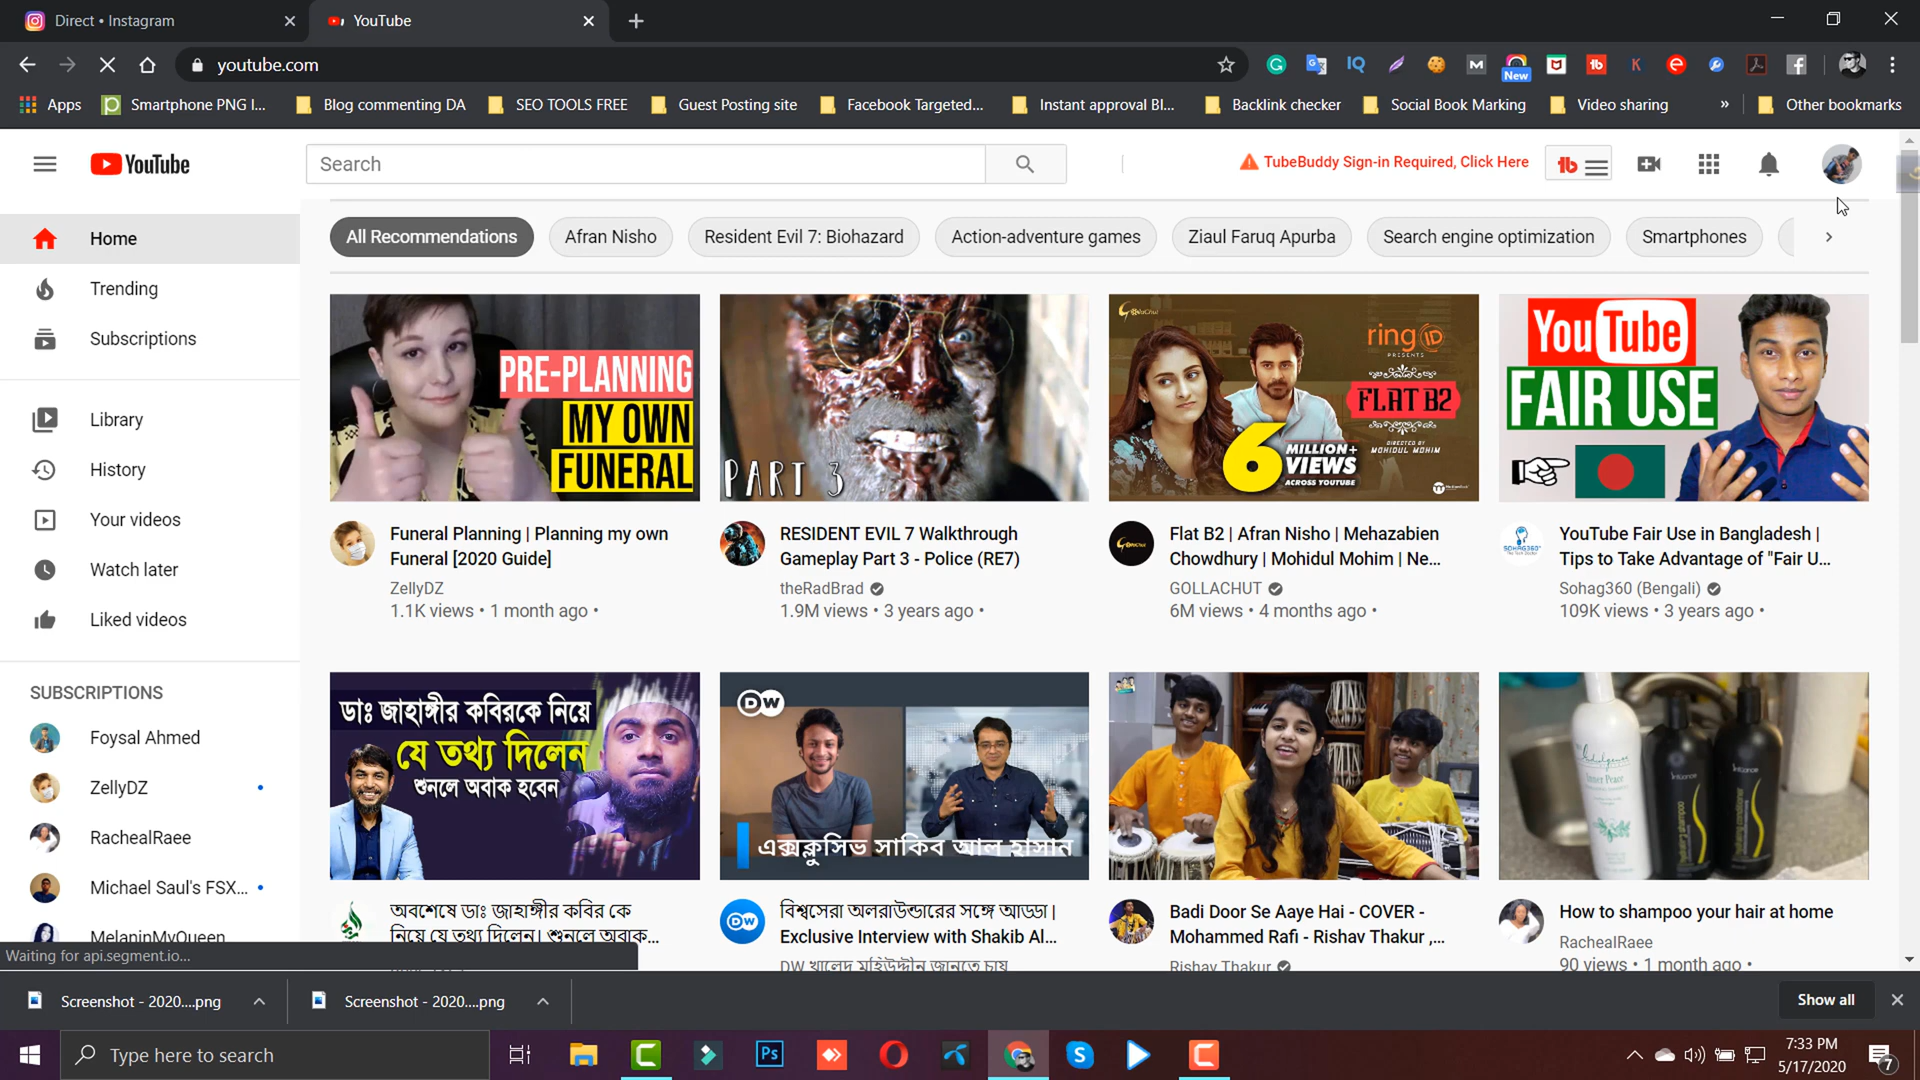 Direct • Instagram
YouTube
youtube.com
New
Apps
Smartphone PNG I...
Blog commenting DA
SEO TOOLS FREE
Guest Posting site
Facebook Targeted...
Instant approval Bl...
Backlink checker
Social Book Marking
Video sharing
»
Other bookmarks
YouTube
Search
TubeBuddy Sign-in Required, Click Here
tb
Home
Trending
Subscriptions
Library
History
Your videos
Watch later
Liked videos
SUBSCRIPTIONS
Foysal Ahmed
ZellyDZ
RachealRaee
Michael Saul's FSX...
MelaninMyQueen
All Recommendations
Afran Nisho
Resident Evil 7: Biohazard
Action-adventure games
Ziaul Faruq Apurba
Search engine optimization
Smartphones
PRE-PLANNING
MY OWN
FUNERAL
Funeral Planning | Planning my own
Funeral [2020 Guide]
ZellyDZ
1.1K views • 1 month ago •
PART 3
RESIDENT EVIL 7 Walkthrough
Gameplay Part 3 - Police (RE7)
theRadBrad
1.9M views • 3 years ago •
ring ID
PRESENTS
FLAT B2
DIRECTED BY
MOHIDUL MOHIM
6 MILLION+
VIEWS
ACROSS YOUTUBE
Flat B2 | Afran Nisho | Mehazabien
Chowdhury | Mohidul Mohim | Ne...
GOLLACHUT
6M views • 4 months ago •
YouTube
FAIR USE
YouTube Fair Use in Bangladesh |
Tips to Take Advantage of "Fair U...
Sohag360 (Bengali)
109K views • 3 years ago •
ডাঃ জাহাঙ্গীর কবিরকে নিয়ে
যে তথ্য দিলেন
শুনলে অবাক হবেন
অবশেষে ডাঃ জাহাঙ্গীর কবির কে
নিয়ে যে তথ্য দিলেন। শুনলে অবাক...
DW
এক্সক্লুসিভ সাকিব আল হাসান
বিশ্বসেরা অলরাউন্ডারের সঙ্গে আড্ডা |
Exclusive Interview with Shakib Al...
DW খালেদ মহিউদ্দীন জানতে চায়
Badi Door Se Aaye Hai - COVER -
Mohammed Rafi - Rishav Thakur ,...
Rishav Thakur
Inner Peace
How to shampoo your hair at home
RachealRaee
90 views • 1 month ago •
Waiting for api.segment.io...
Screenshot - 2020....png
Screenshot - 2020....png
Show all
Type here to search
Ps
7:33 PM
5/17/2020
7